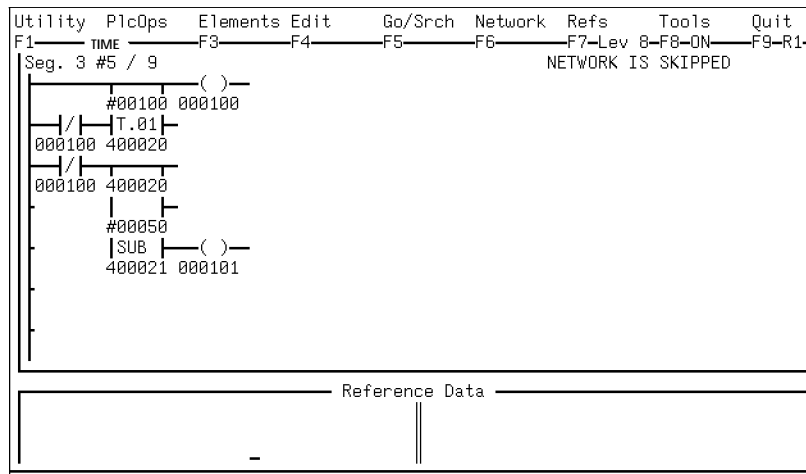 Utility PlcOps Elements Edit Go/Srch Network Refs Tools Quit
F1 TIME F3 F4 F5 F6 F7-Lev 8-F8-ON F9-R1-
Seg. 3 #5 / 9 NETWORK IS SKIPPED
( )
#00100 000100
/ T.01
000100 400020
/
000100 400020
#00050
SUB ( )
400021 000101
Reference Data